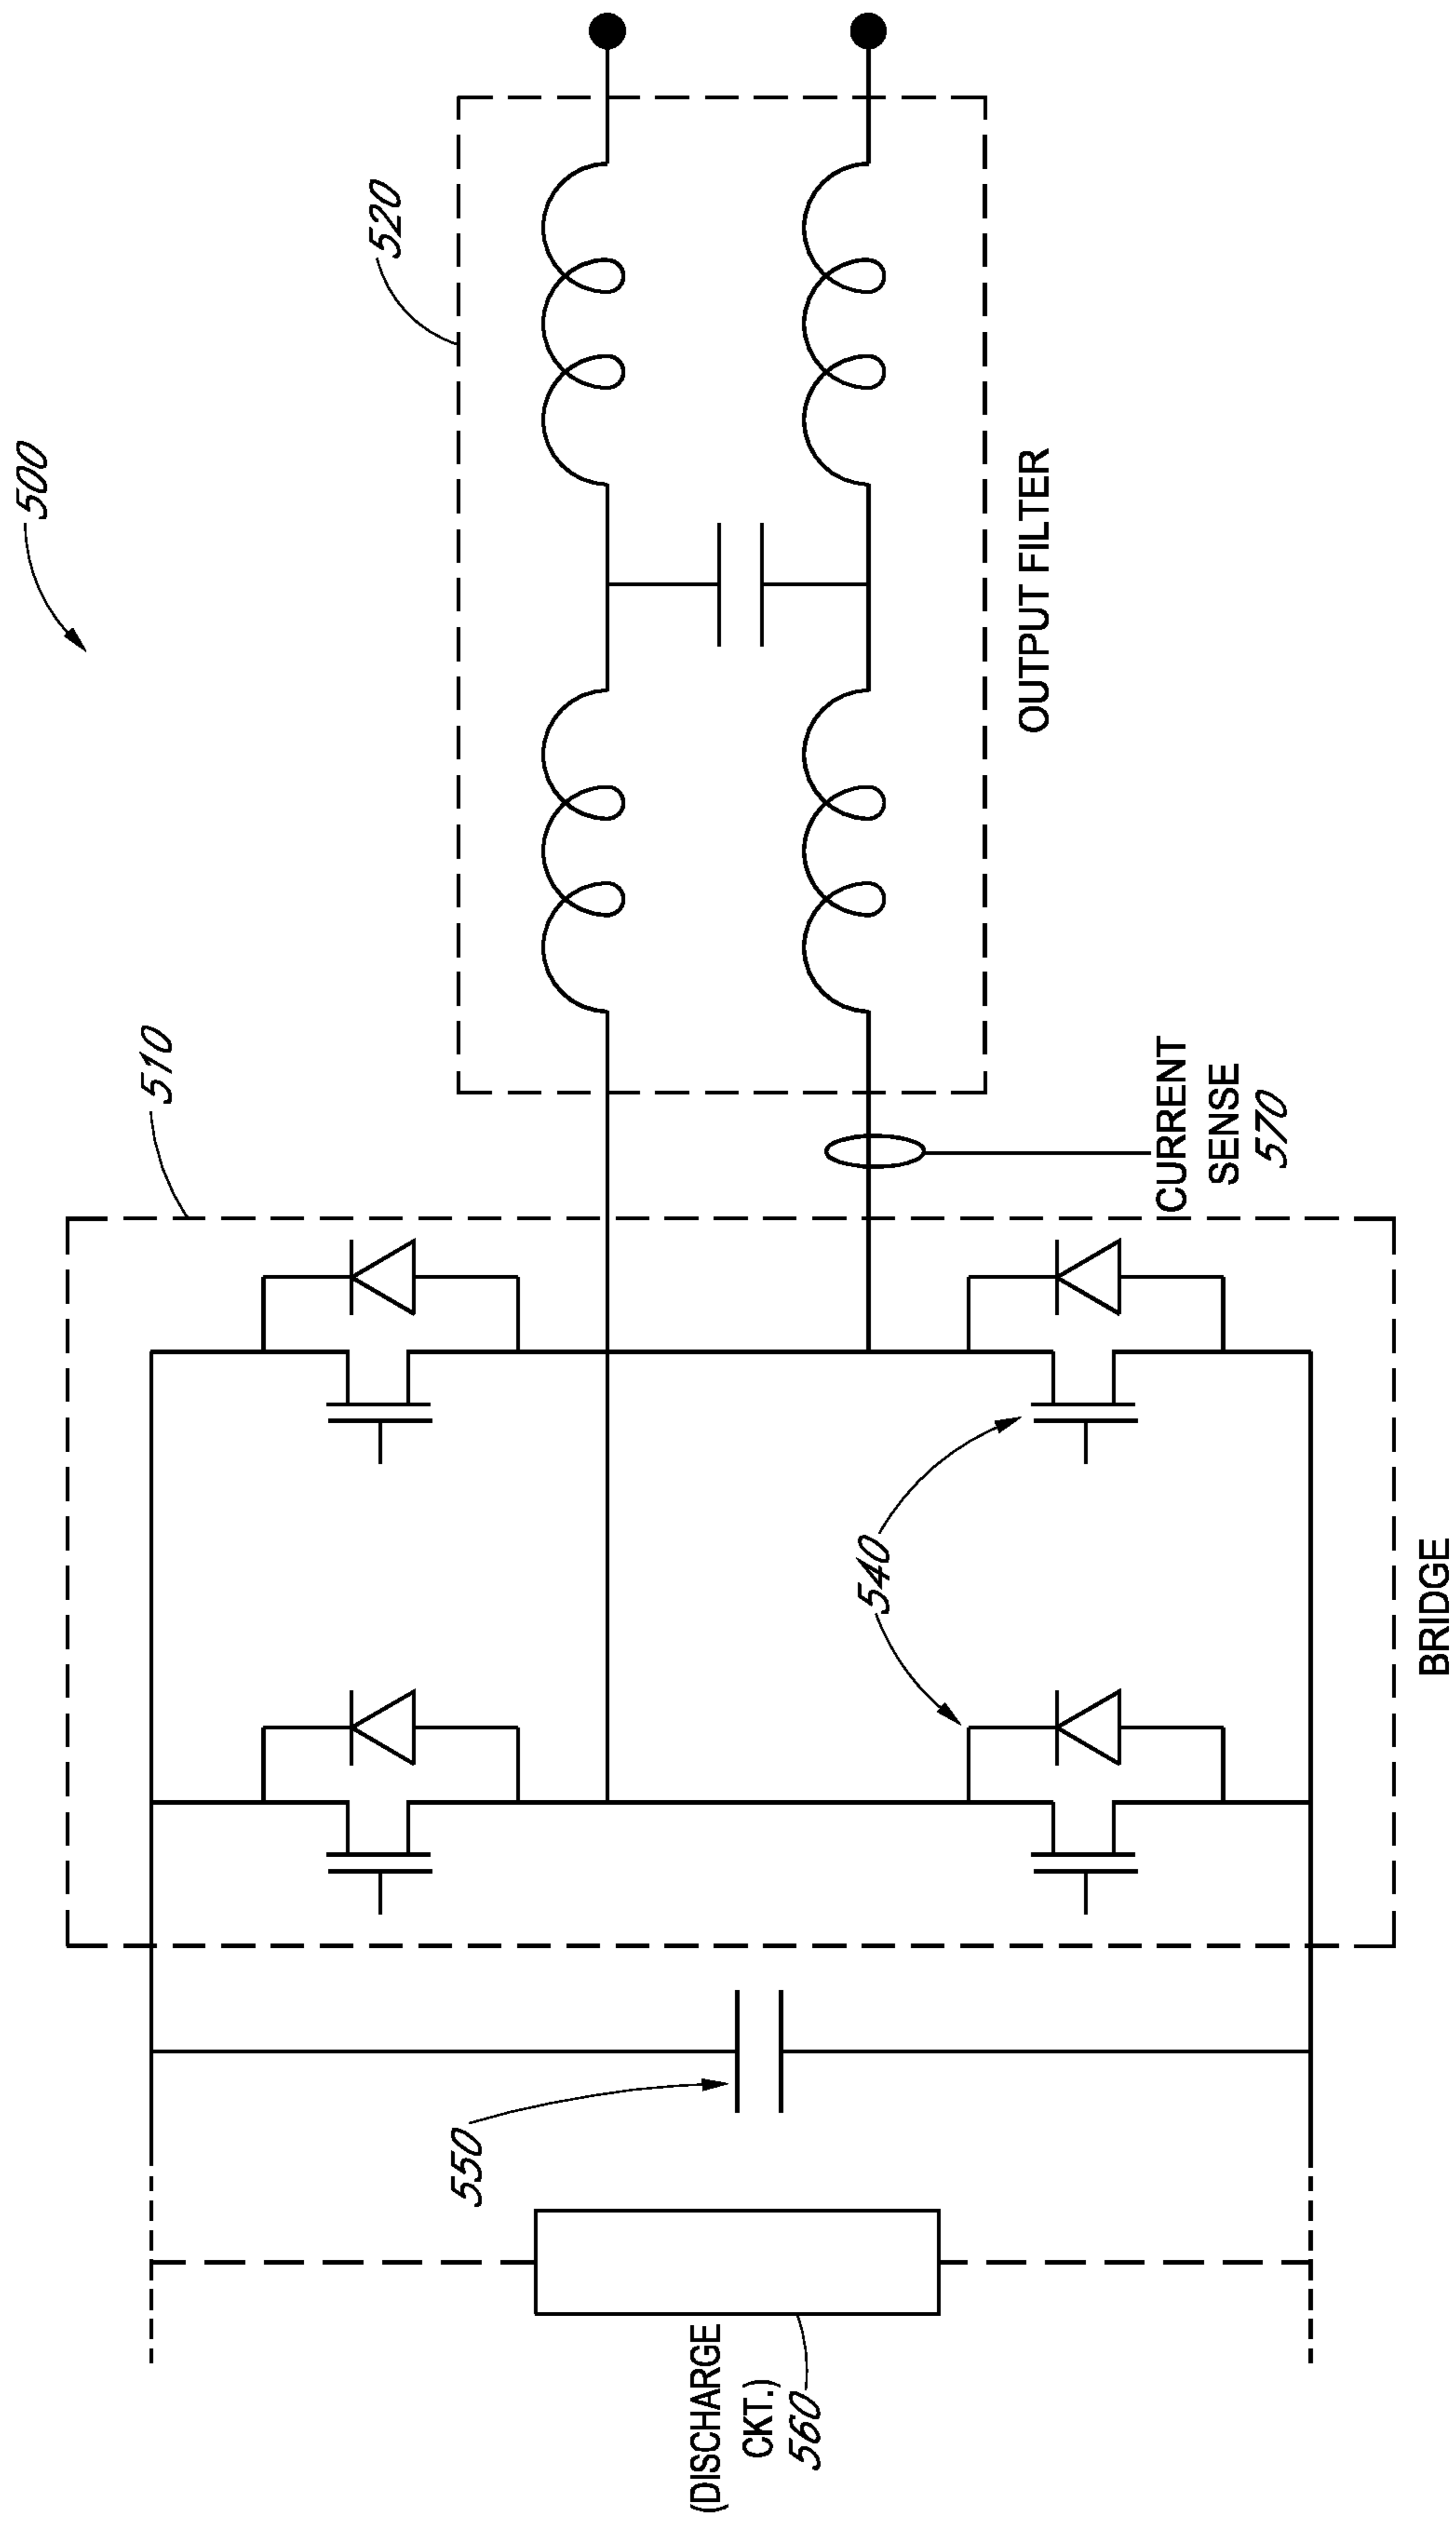 500
520
510
OUTPUT FILTER
CURRENT
SENSE
570
540
BRIDGE
550
(DISCHARGE
CKT.)
560